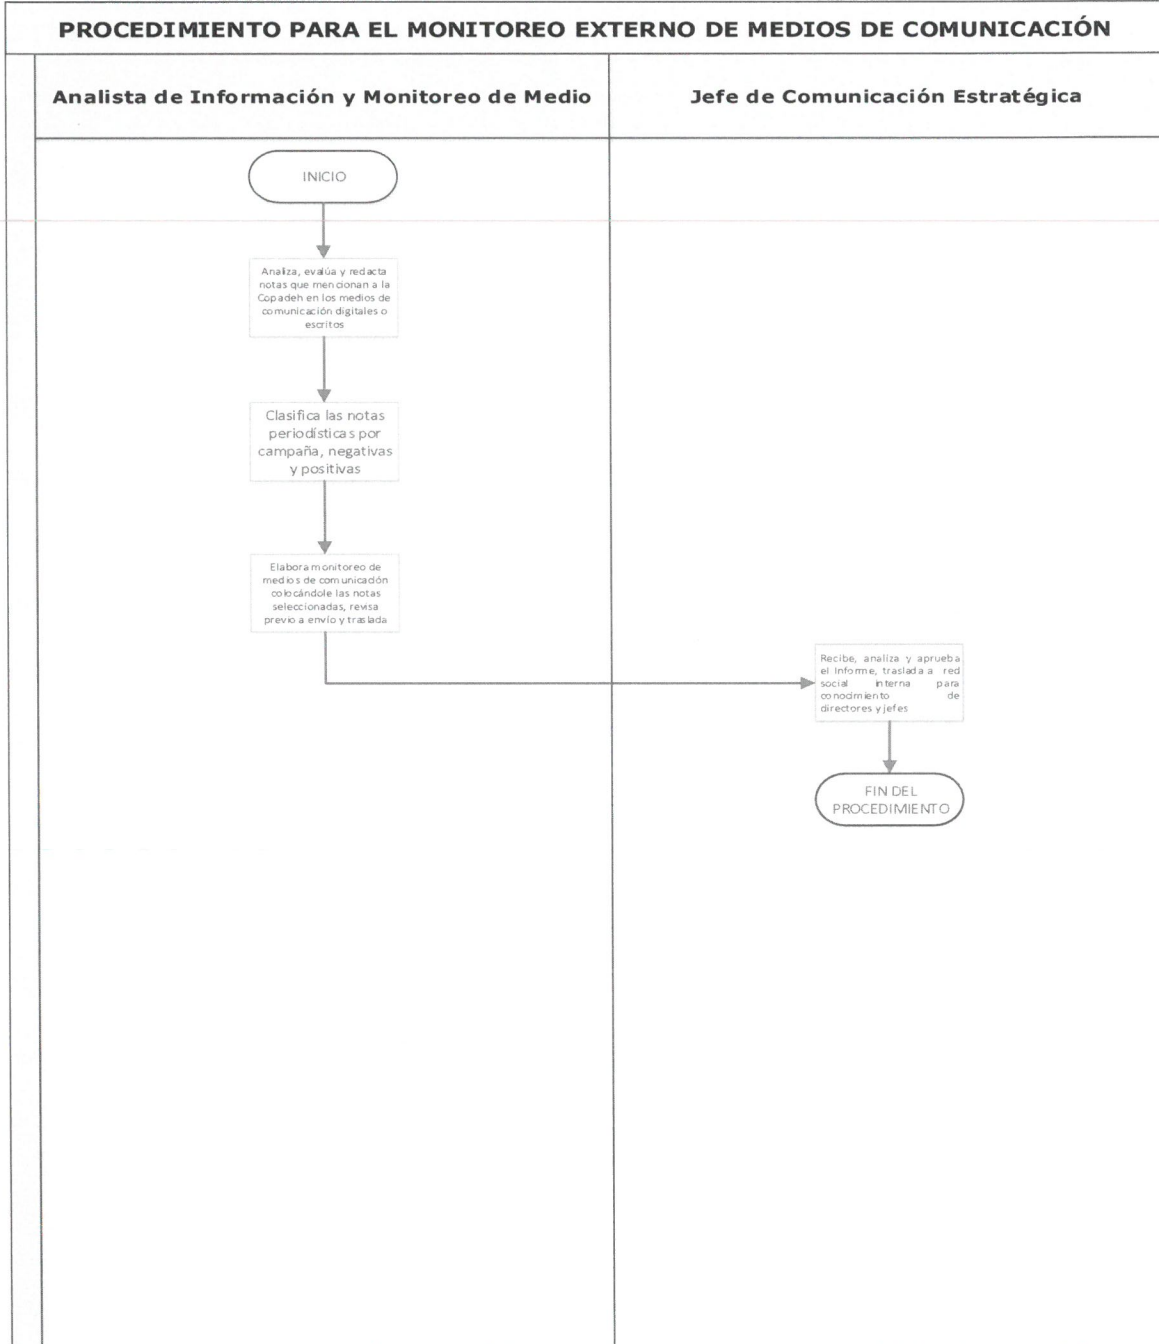 PROCEDIMIENTO PARA EL MONITOREO EXTERNO DE MEDIOS DE COMUNICACIÓN
Analista de Información y Monitoreo de Medio
Jefe de Comunicación Estratégica
INICIO
Analiza, evalúa y redacta
notas que mencionan a la
Copadeh en los medios de
comunicación digitales o
escritos
Clasifica las notas
periodísticas por
campaña, negativas
y positivas
Elabora monitoreo de
medios de comunicación
colocándole las notas
seleccionadas, revisa
previo a envío y traslada
Recibe, analiza y aprueba
el Informe, traslada a red
social interna para
conocimiento de
directores y jefes
FIN DEL
PROCEDIMIENTO